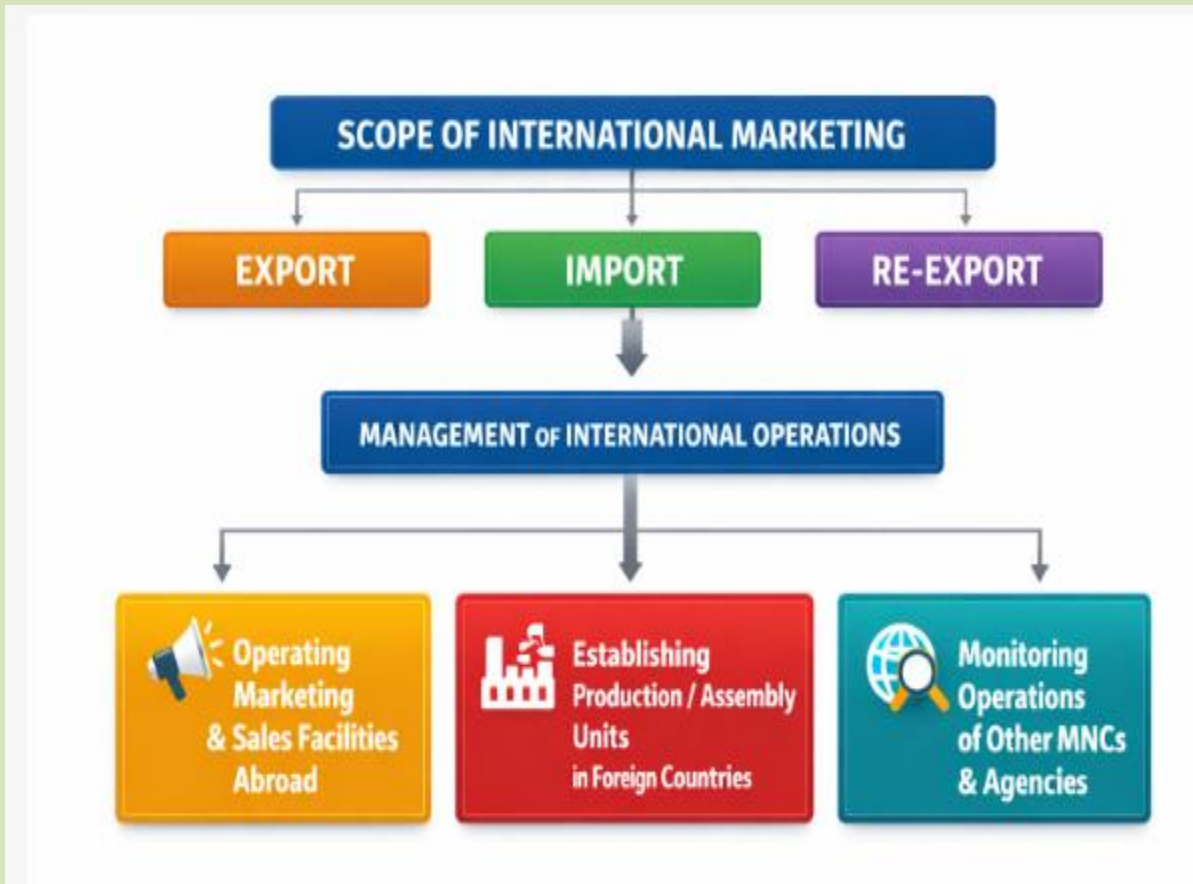 SCOPE OF INTERNATIONAL MARKETING
EXPORT
IMPORT
RE-EXPORT
MANAGEMENT OF INTERNATIONAL OPERATIONS
Operating
Marketing
& Sales Facilities
Abroad
Establishing
Production / Assembly
Units
in Foreign Countries
Monitoring
Operations
of Other MNCs
& Agencies